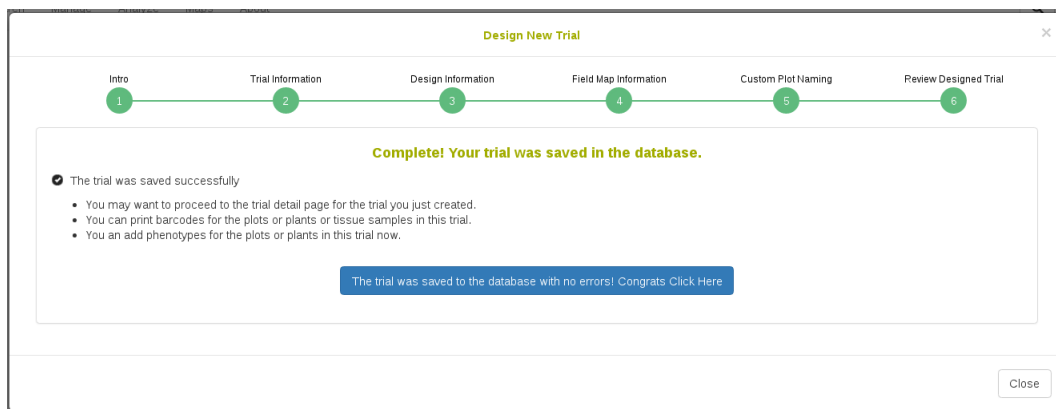 Design New Trial
×
Intro
Trial Information
Design Information
Field Map Information
Custom Plot Naming
Review Designed Trial
1
2
3
4
5
6
Complete! Your trial was saved in the database.
The trial was saved successfully
• You may want to proceed to the trial detail page for the trial you just created.
• You can print barcodes for the plots or plants or tissue samples in this trial.
• You an add phenotypes for the plots or plants in this trial now.
The trial was saved to the database with no errors! Congrats Click Here
Close